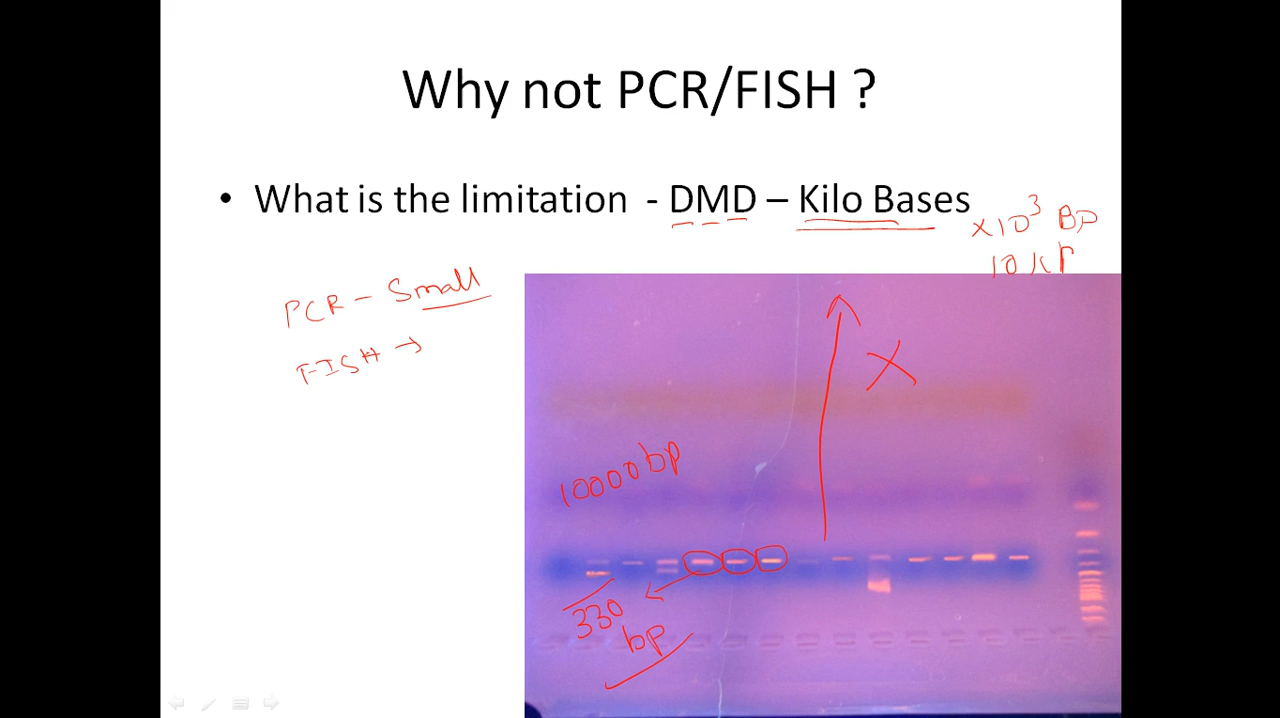 Why not PCR/FISH ?
• What is the limitation - DMD – Kilo Bases
×10³ BP
PCR – Small
FISH →
10000bp
330
bp